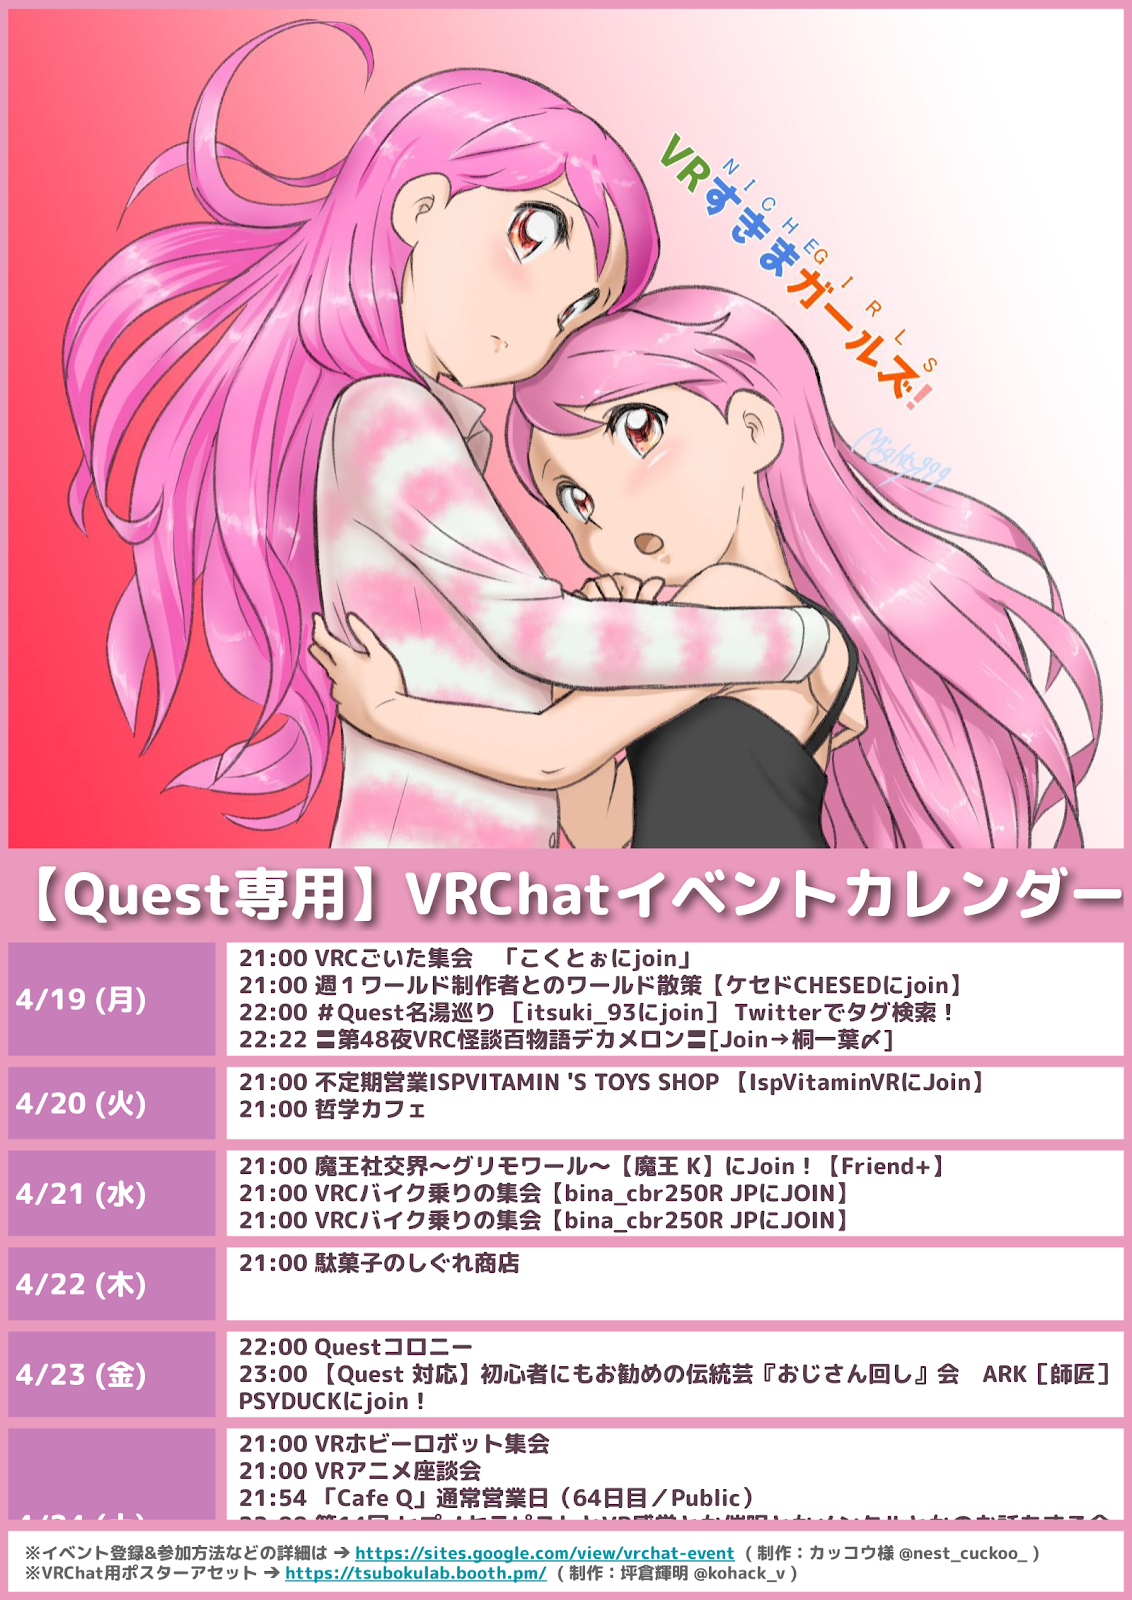 NICHE GIRLS
VRすきまガールズ!
Mighty999
【Quest専用】VRChatイベントカレンダー
4/19 (月)
21:00 VRCごいた集会　「こくとぉにjoin」
21:00 週１ワールド制作者とのワールド散策【ケセドCHESEDにjoin】
22:00 ＃Quest名湯巡り［itsuki_93にjoin］ Twitterでタグ検索！
22:22 〓第48夜VRC怪談百物語デカメロン〓[Join→桐一葉〆]
4/20 (火)
21:00 不定期営業ISPVITAMIN 'S TOYS SHOP 【IspVitaminVRにJoin】
21:00 哲学カフェ
4/21 (水)
21:00 魔王社交界～グリモワール～【魔王 K】にJoin！【Friend+】
21:00 VRCバイク乗りの集会【bina_cbr250R JPにJOIN】
21:00 VRCバイク乗りの集会【bina_cbr250R JPにJOIN】
4/22 (木)
21:00 駄菓子のしぐれ商店
4/23 (金)
22:00 Questコロニー
23:00 【Quest 対応】初心者にもお勧めの伝統芸『おじさん回し』会　ARK［師匠］
PSYDUCKにjoin！
21:00 VRホビーロボット集会
21:00 VRアニメ座談会
21:54 「Cafe Q」通常営業日（64日目／Public）
※イベント登録&参加方法などの詳細は ➔ https://sites.google.com/view/vrchat-event ( 制作：カッコウ様 @nest_cuckoo_ )
※VRChat用ポスターアセット ➔ https://tsubokulab.booth.pm/ ( 制作：坪倉輝明 @kohack_v )